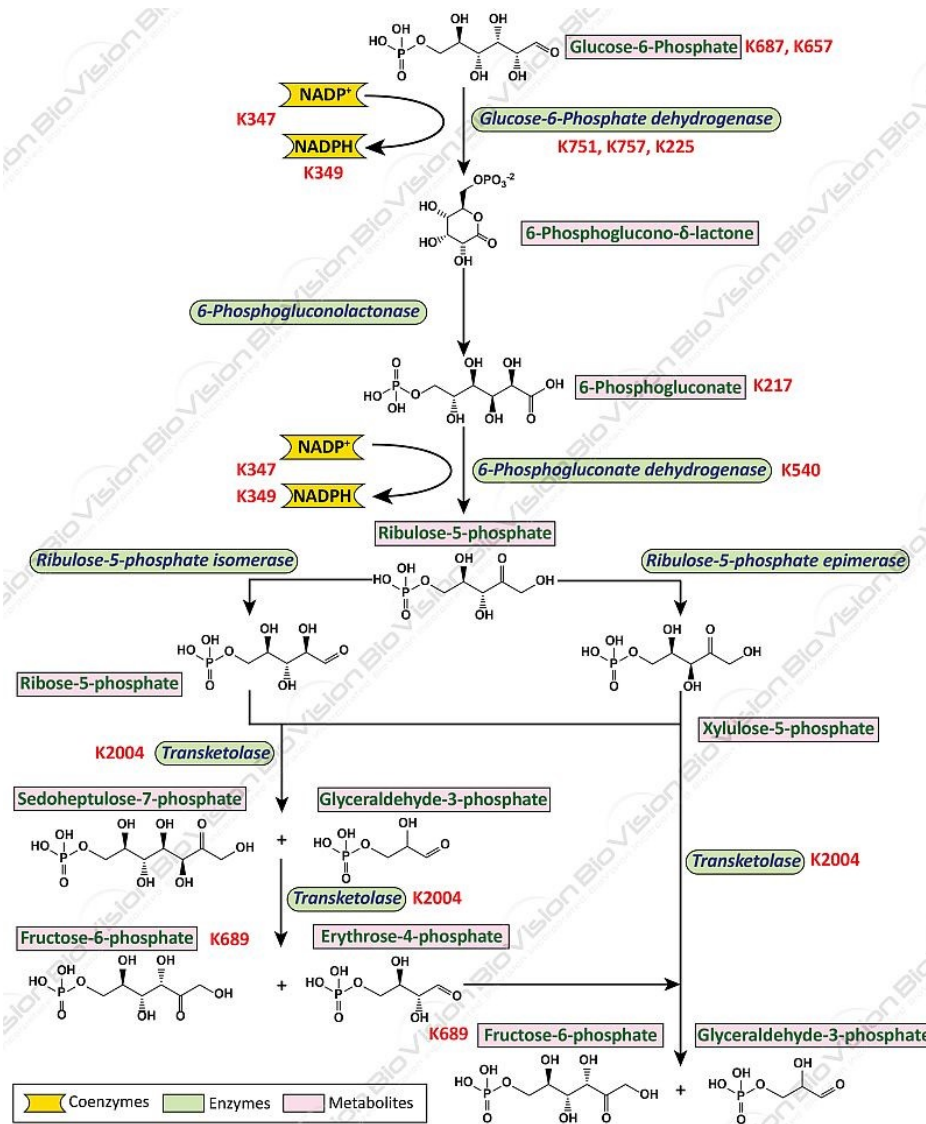 Glucose-6-Phosphate K687, K657
NADP+
K347
Glucose-6-Phosphate dehydrogenase
NADPH
K751, K757, K225
K349
6-Phosphoglucono-δ-lactone
6-Phosphogluconolactonase
6-Phosphogluconate K217
NADP+
K347
6-Phosphogluconate dehydrogenase K540
K349 NADPH
Ribulose-5-phosphate
Ribulose-5-phosphate isomerase
Ribulose-5-phosphate epimerase
Ribose-5-phosphate
Xylulose-5-phosphate
K2004 Transketolase
Sedoheptulose-7-phosphate
Glyceraldehyde-3-phosphate
+
Transketolase K2004
Transketolase K2004
Fructose-6-phosphate K689
Erythrose-4-phosphate
+
K689 Fructose-6-phosphate
Glyceraldehyde-3-phosphate
+
Coenzymes Enzymes Metabolites
BioVision